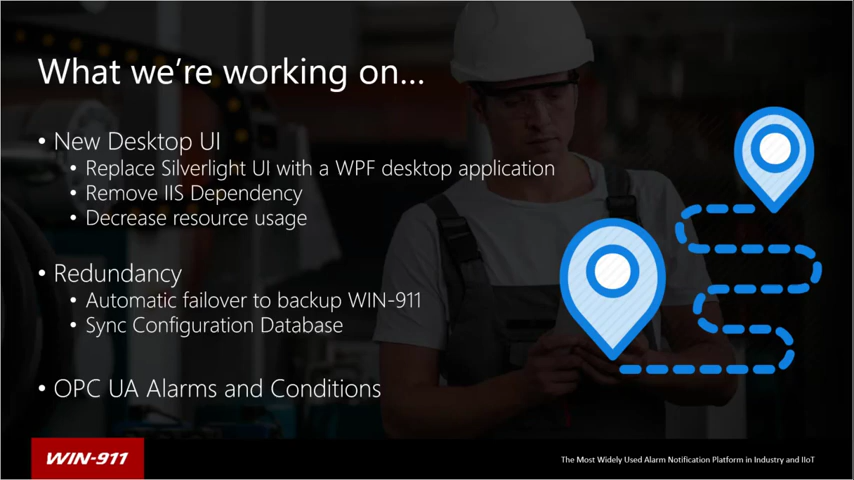 What we're working on...
• New Desktop UI
• Replace Silverlight UI with a WPF desktop application
• Remove IIS Dependency
• Decrease resource usage
• Redundancy
• Automatic failover to backup WIN-911
• Sync Configuration Database
• OPC UA Alarms and Conditions
WIN-911
The Most Widely Used Alarm Notification Platform in Industry and IIoT